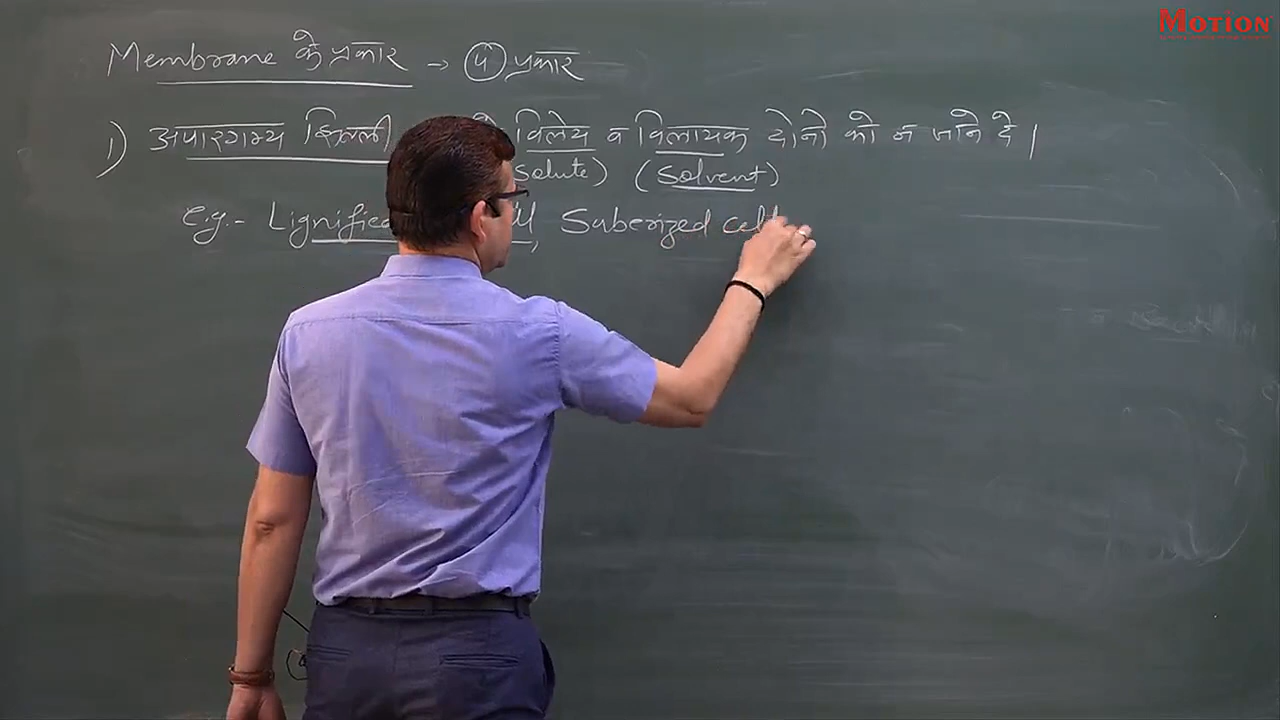 MOTION
Membrane के प्रकार → ④ प्रकार
1) अपारगम्य झिल्ली विलेय व विलायक दोनो को न जाने दे।
Solute) (Solvent)
e.g.- Lignified Suberized cell